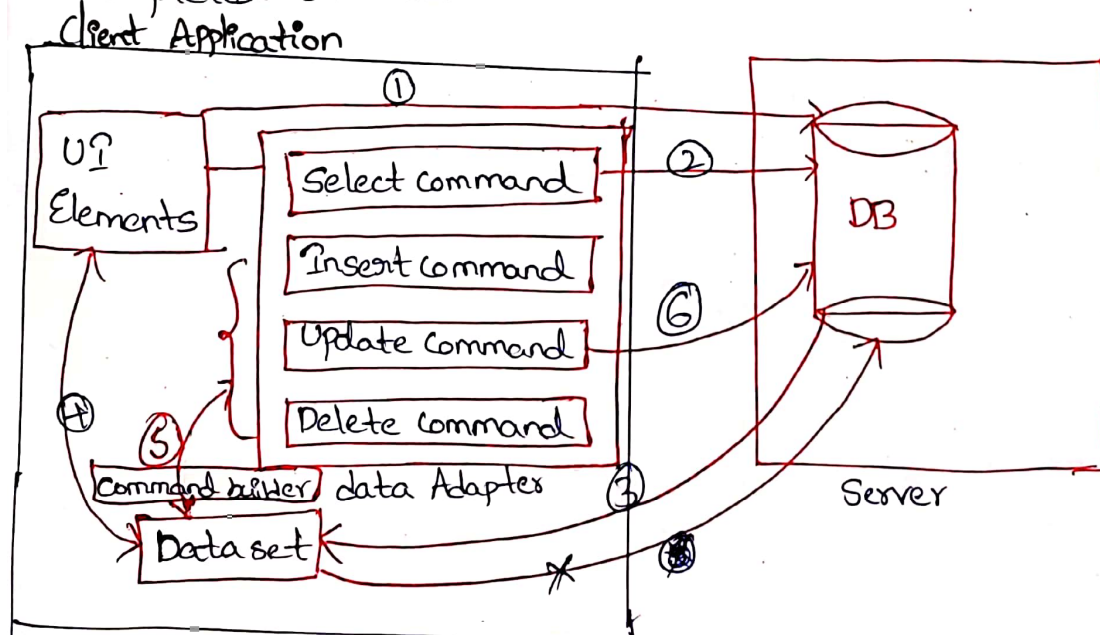 Client Application
①
UI
Elements
Select command
②
DB
Insert command
⑥
Update command
④
⑤
Delete command
command builder
data Adapter
③
Server
Data set